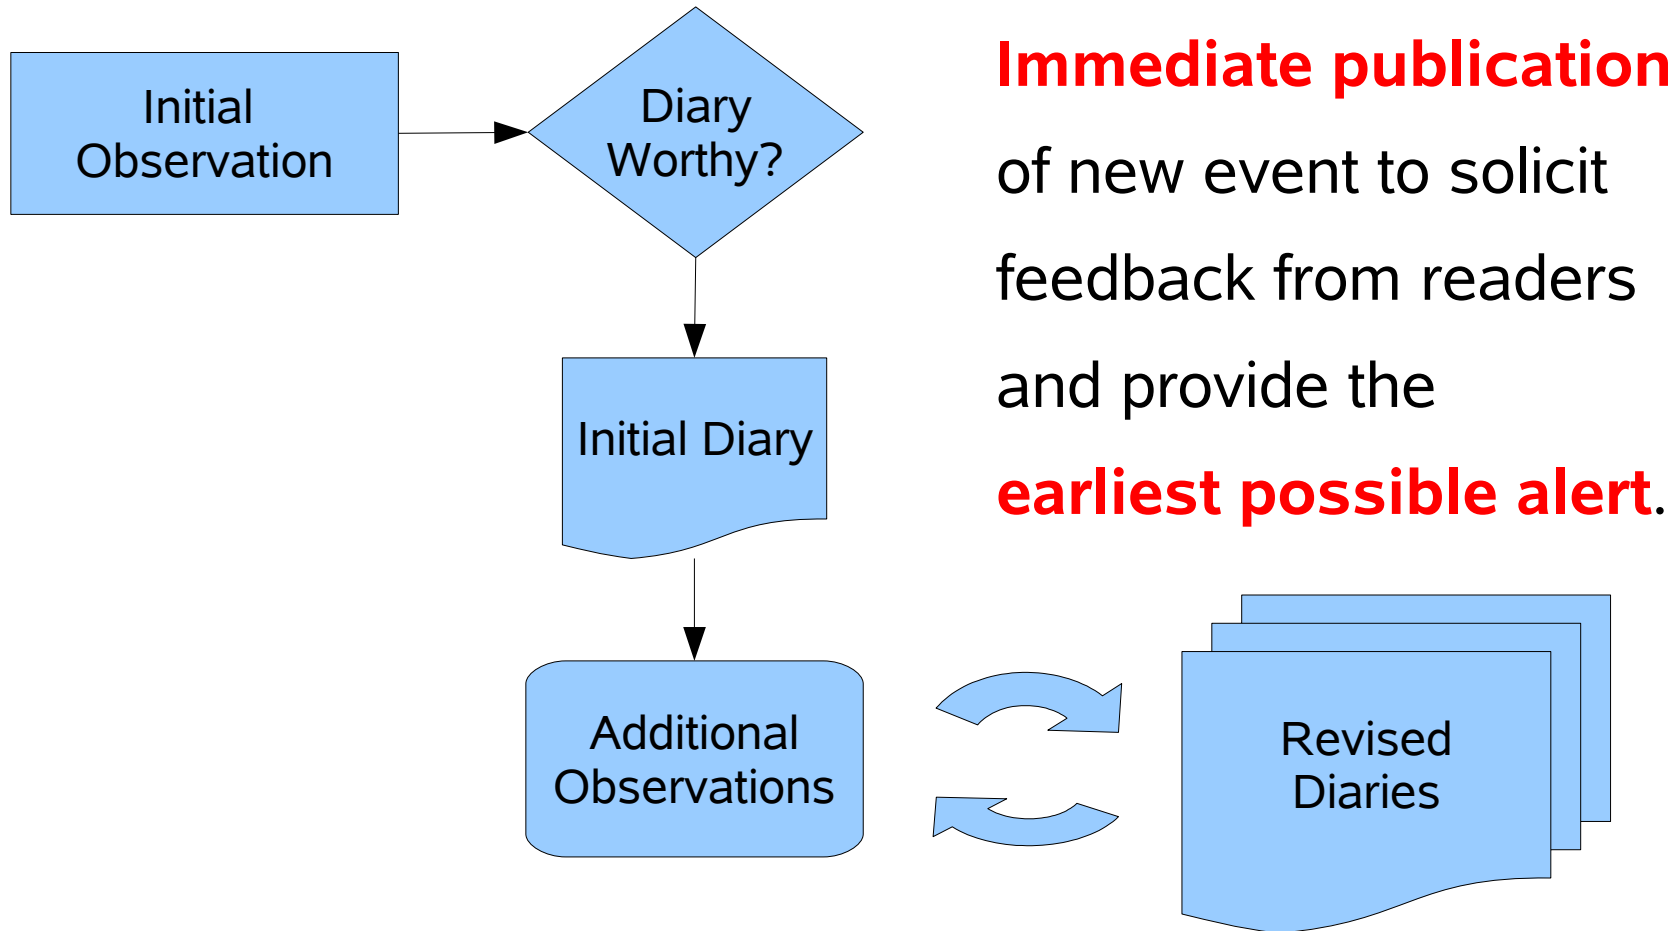 Initial
Observation
Diary
Worthy?
Immediate publication
of new event to solicit
feedback from readers
and provide the
earliest possible alert.
Initial Diary
Additional
Observations
Revised
Diaries